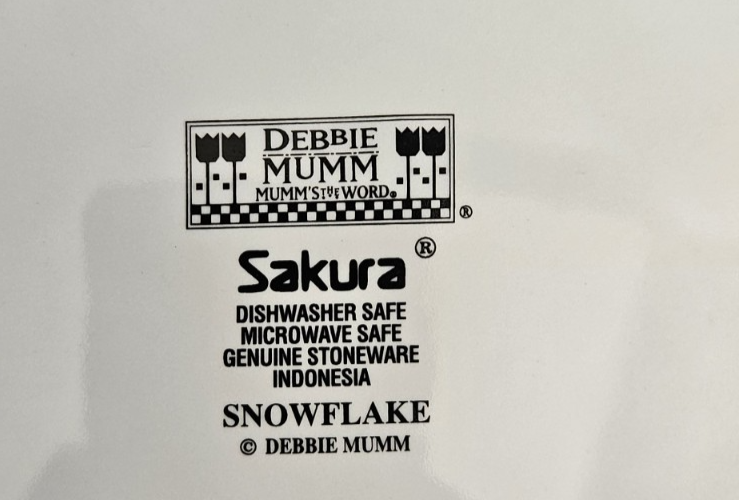 DEBBIE
MUMM
MUMM'S THE WORD®
®
Sakura ®
DISHWASHER SAFE
MICROWAVE SAFE
GENUINE STONEWARE
INDONESIA
SNOWFLAKE
© DEBBIE MUMM